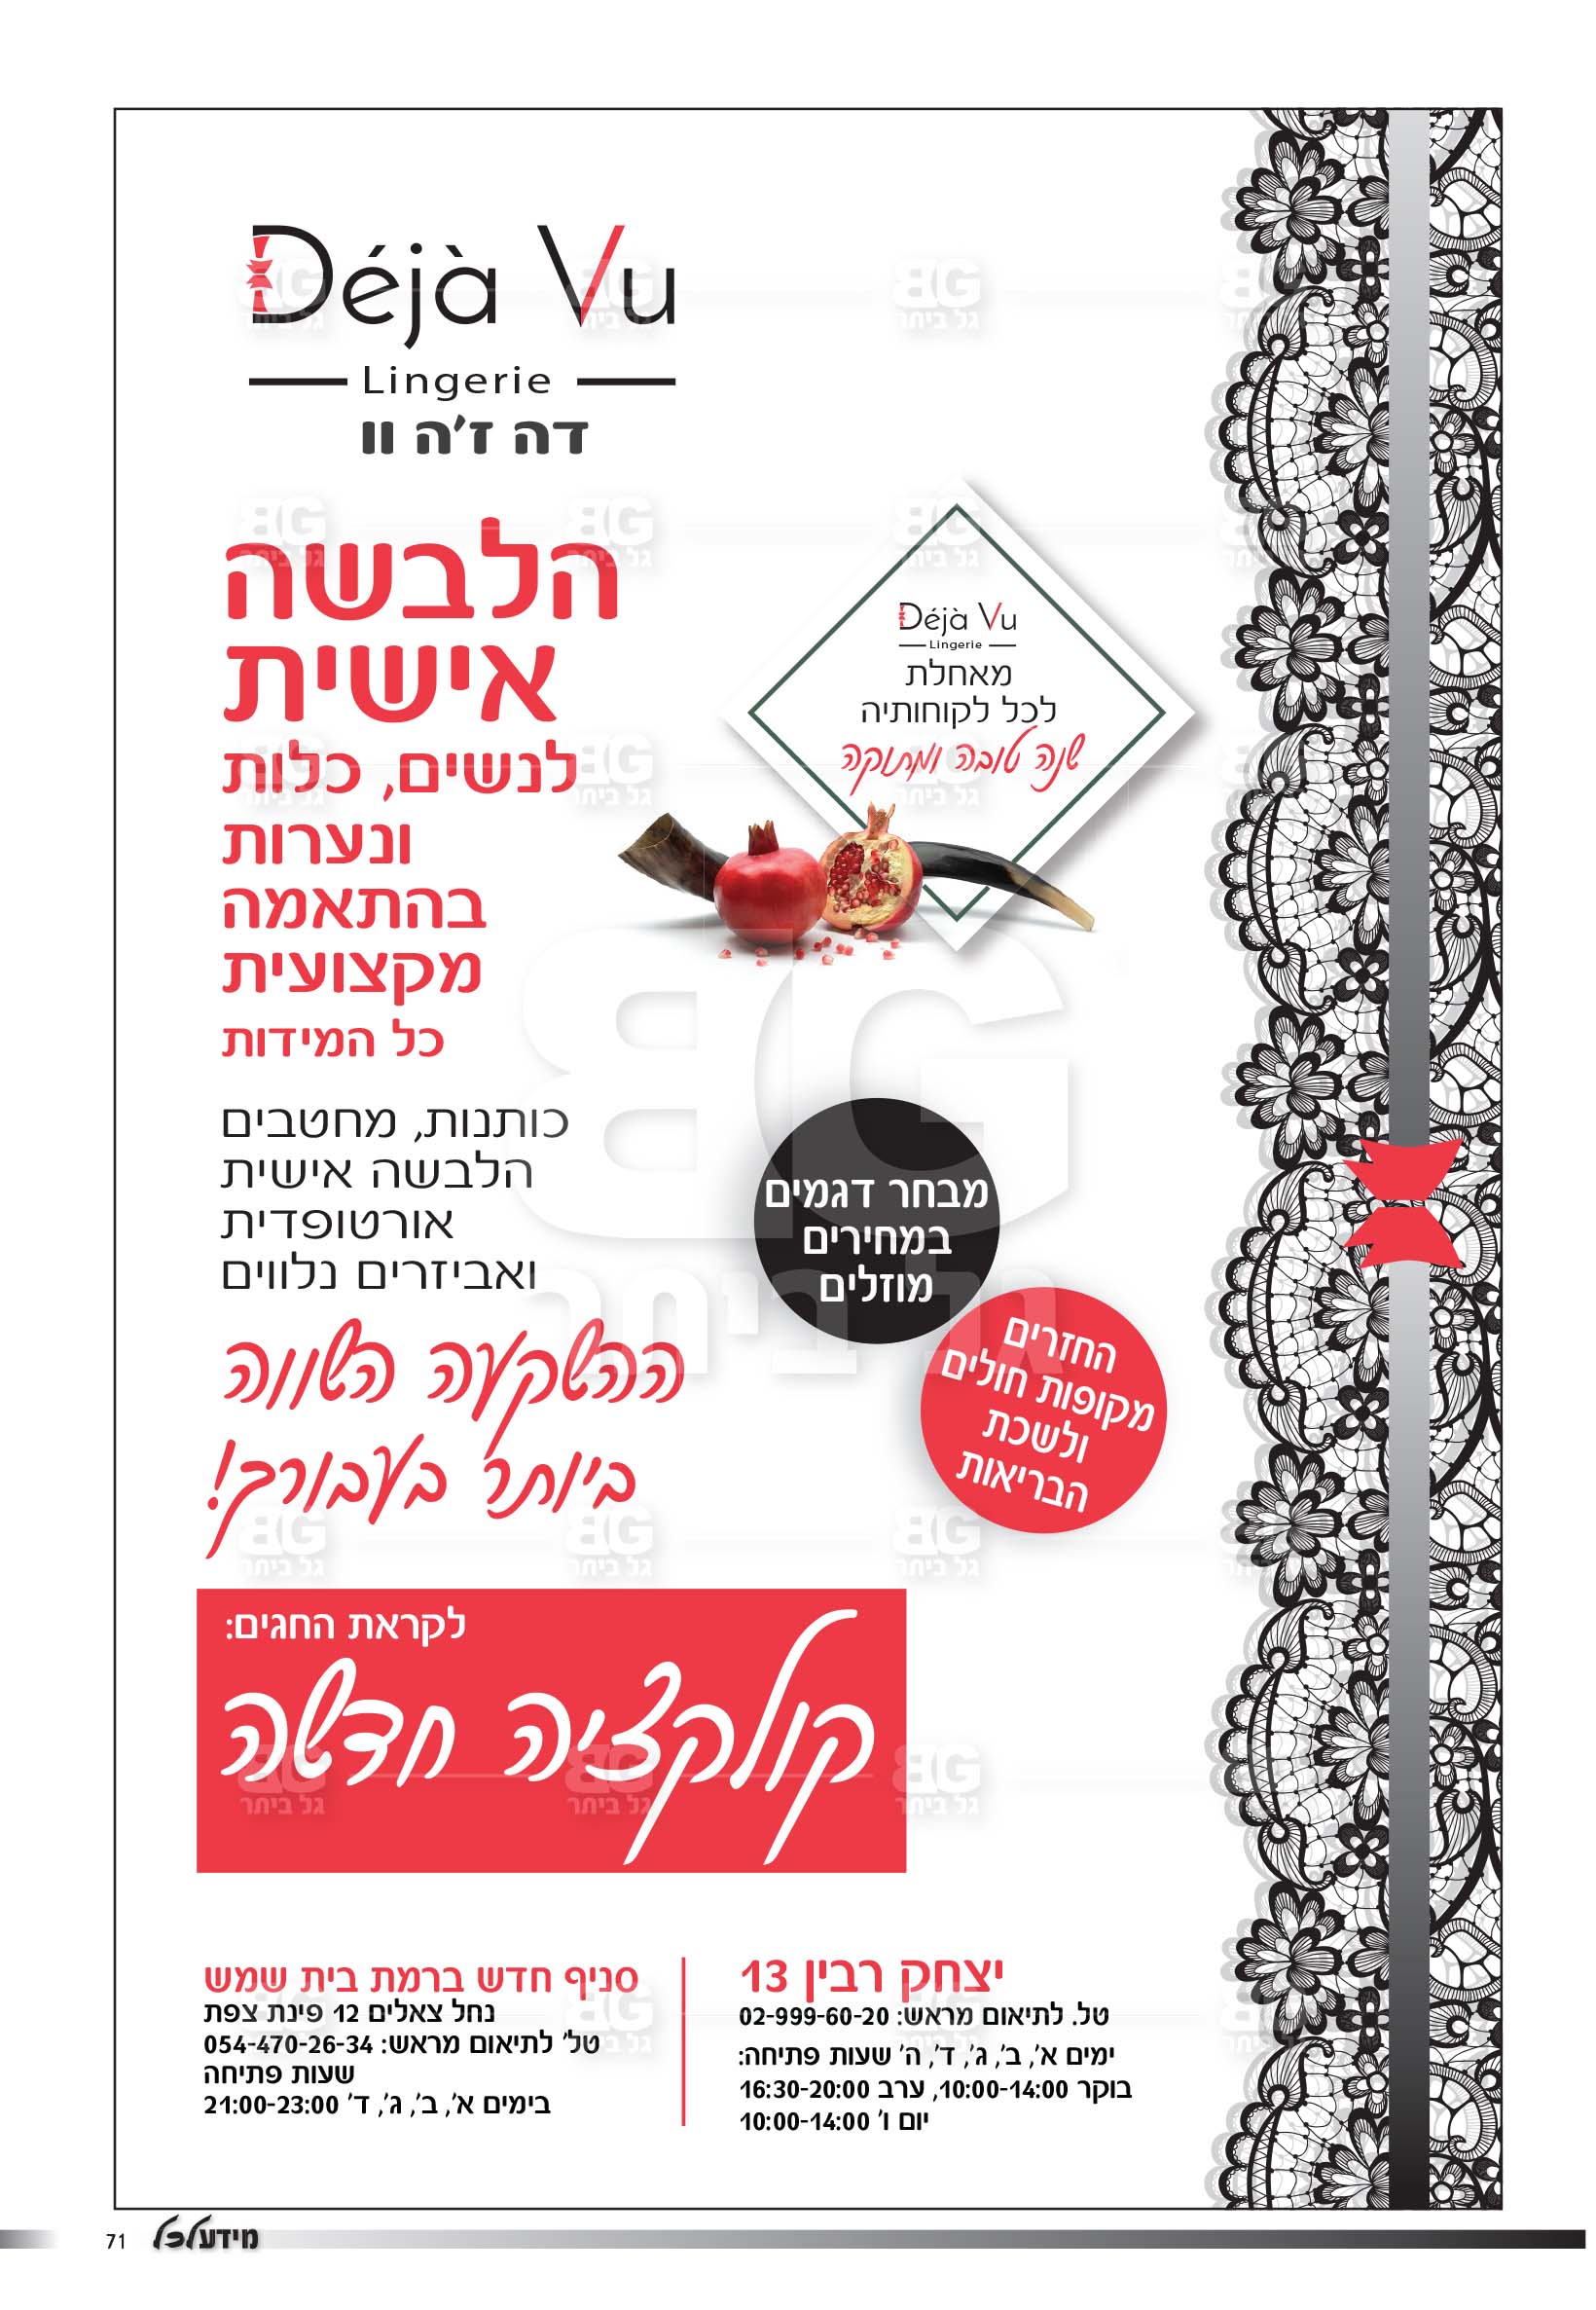 Déjà Vu
Lingerie
דה ז'ה וו
הלבשה
אישית
לנשים, כלות
ונערות
בהתאמה
מקצועית
כל המידות
Déjà Vu
Lingerie
מאחלת
לכל לקוחותיה
שנה טובה ומתוקה
כותנות, מחטבים
הלבשה אישית
אורטופדית
ואביזרים נלווים
מבחר דגמים
במחירים
מוזלים
החזרים
מקופות חולים
ולשכת
הבריאות
ההשקעה השווה
ביותר בעבורך!
לקראת החגים:
קולקציה חדשה
יצחק רבין 13
טל. לתיאום מראש: 02-999-60-20
ימים א', ב', ג', ד', ה' שעות פתיחה:
בוקר 10:00-14:00, ערב 16:30-20:00
יום ו' 10:00-14:00
סניף חדש ברמת בית שמש
נחל צאלים 12 פינת צפת
טל' לתיאום מראש: 054-470-26-34
שעות פתיחה
בימים א', ב', ג', ד' 21:00-23:00
BG
גל ביתר
מידע לכל
71